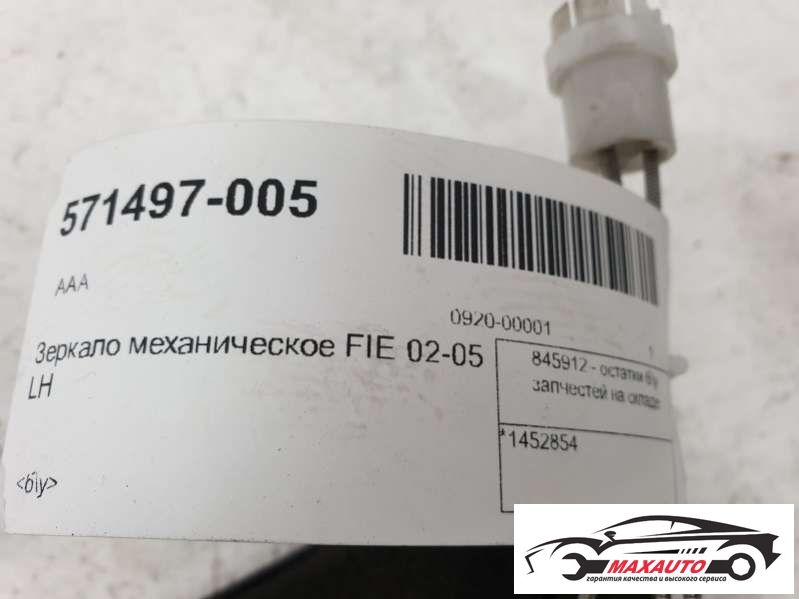 571497-005
AAA
0920-00001
1
Зеркало механическое FIE 02-05
LH
845912 - остатки б\у
запчестей на складе
*1452854
<б\у>
MAXAUTO
гарантия качества и высокого сервиса